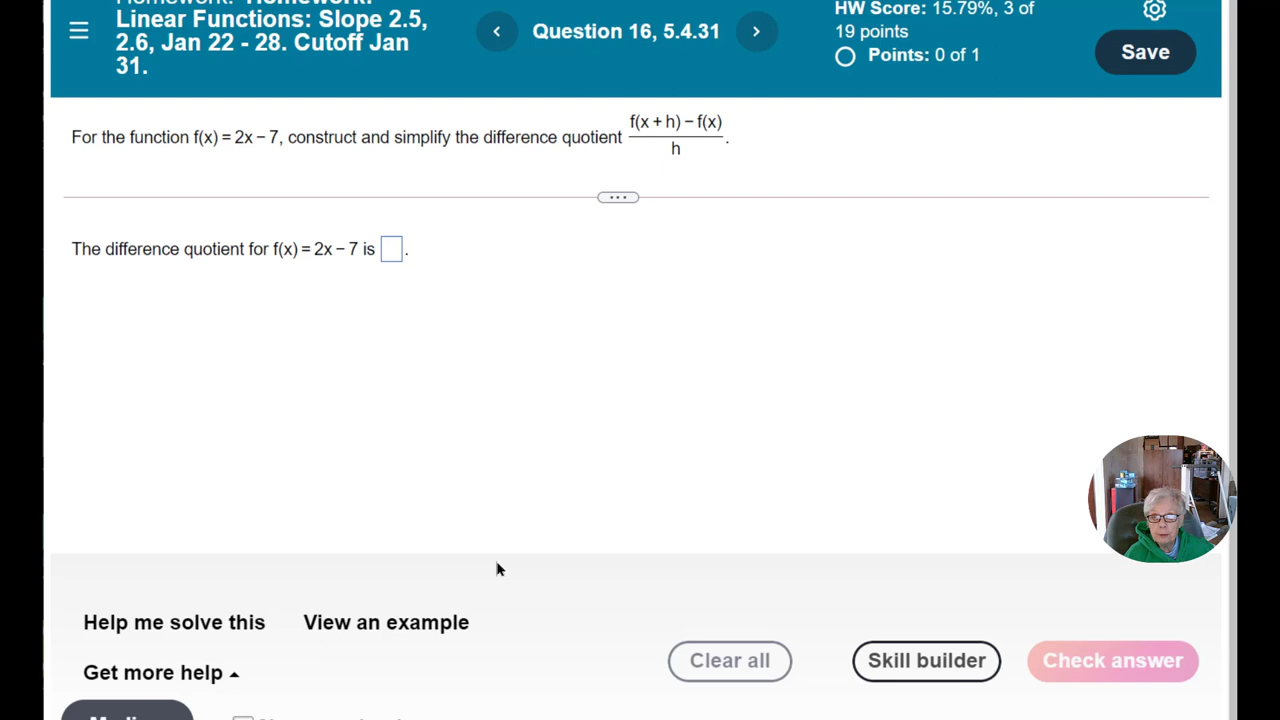 Linear Functions: Slope 2.5,
2.6, Jan 22 - 28. Cutoff Jan
31.
Question 16, 5.4.31
HW Score: 15.79%, 3 of
19 points
Points: 0 of 1
Save
For the function f(x) = 2x − 7, construct and simplify the difference quotient f(x + h) − f(x) / h .
The difference quotient for f(x) = 2x − 7 is .
Help me solve this
View an example
Get more help
Clear all
Skill builder
Check answer